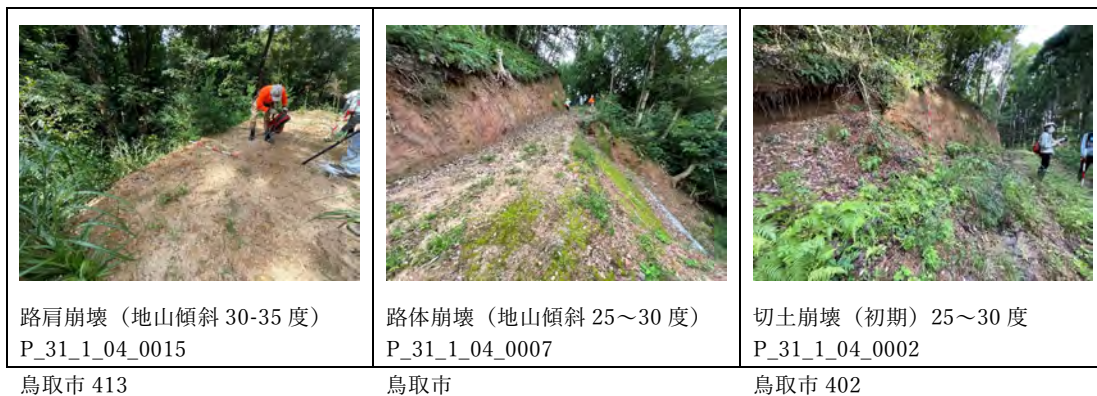 路肩崩壊（地山傾斜 30-35 度）
P_31_1_04_0015
路体崩壊（地山傾斜 25～30 度）
P_31_1_04_0007
切土崩壊（初期）25～30 度
P_31_1_04_0002
鳥取市 413
鳥取市
鳥取市 402